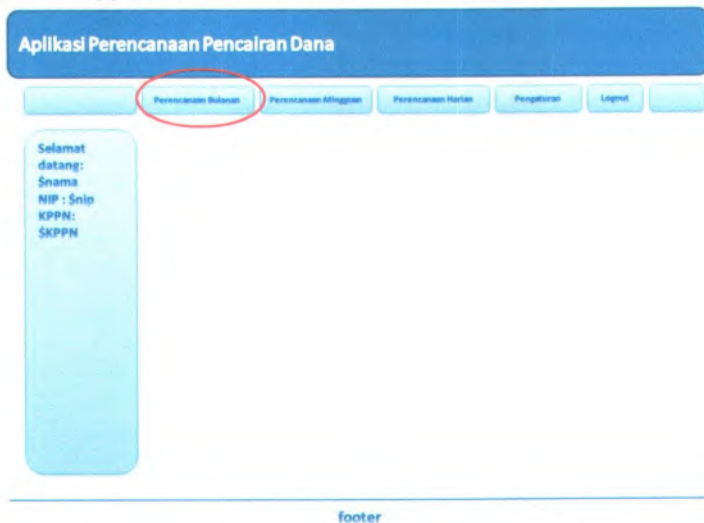 Aplikasi Perencanaan Pencairan Dana
Perencanaan Bulanan Perencanaan Mingguan Perencanaan Harian Pengaturan Logout
Selamat
datang:
$nama
NIP : $nip
KPPN:
$KPPN
footer